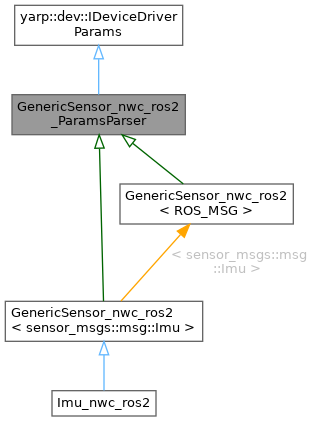 yarp::dev::IDeviceDriver
Params
GenericSensor_nwc_ros2
_ParamsParser
GenericSensor_nwc_ros2
< ROS_MSG >
< sensor_msgs::msg
::Imu >
GenericSensor_nwc_ros2
< sensor_msgs::msg::Imu >
Imu_nwc_ros2